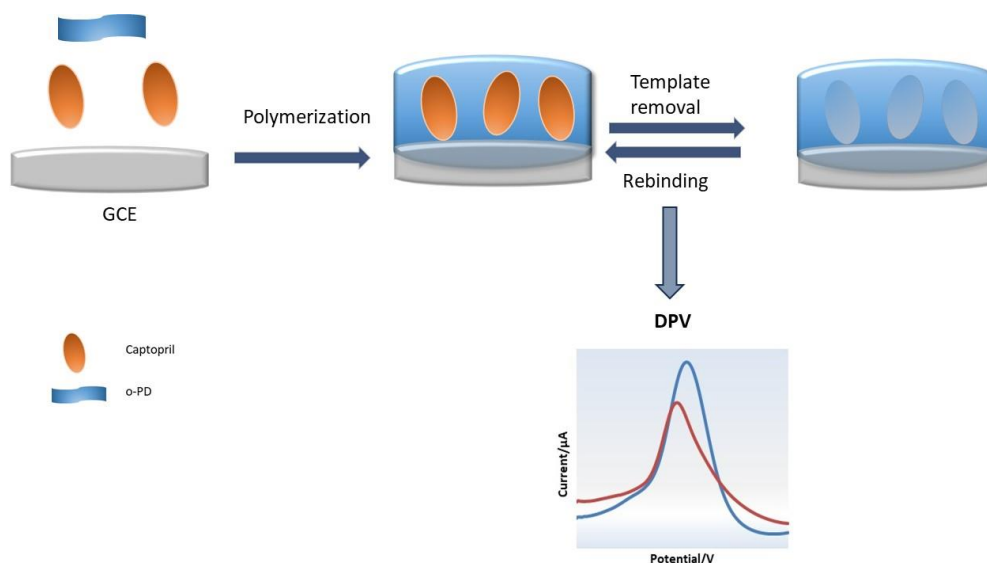 Polymerization
Template
removal
Rebinding
GCE
DPV
Captopril
o-PD
Current/µA
Potential/V